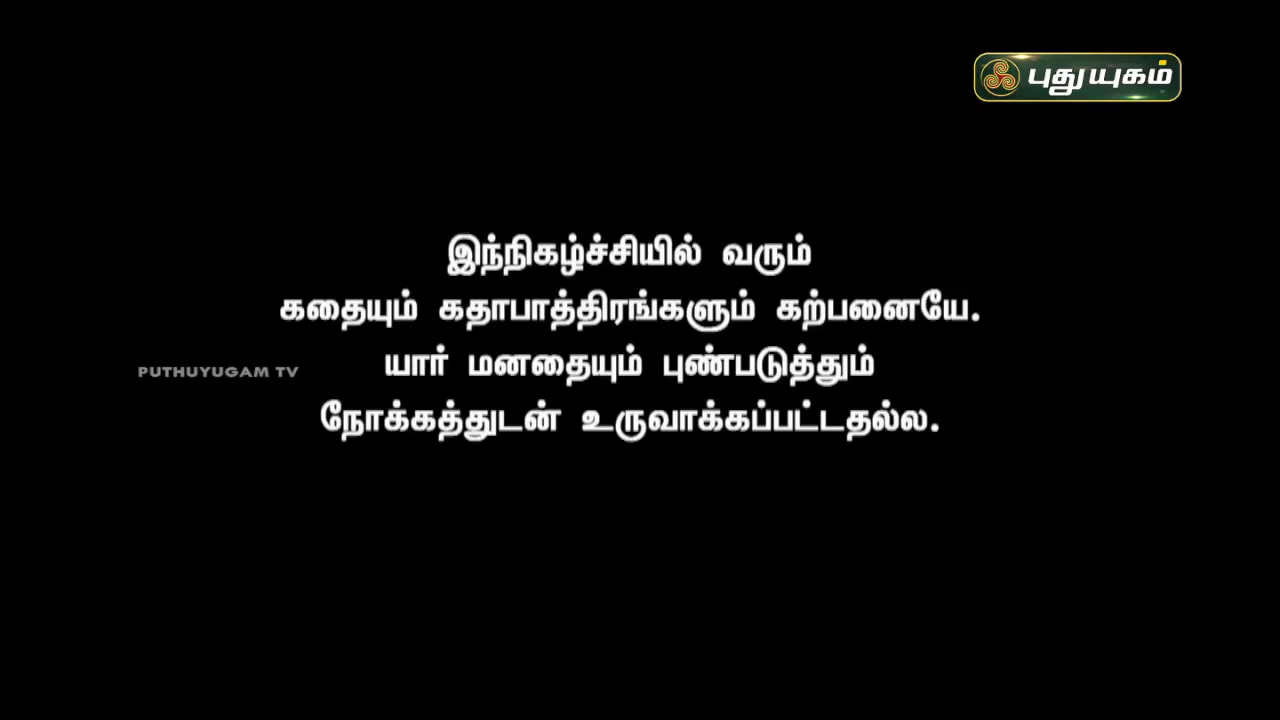 புதுயுகம்
இந்நிகழ்ச்சியில் வரும்
கதையும் கதாபாத்திரங்களும் கற்பனையே.
யார் மனதையும் புண்படுத்தும்
PUTHUYUGAM TV
நோக்கத்துடன் உருவாக்கப்பட்டதல்ல.